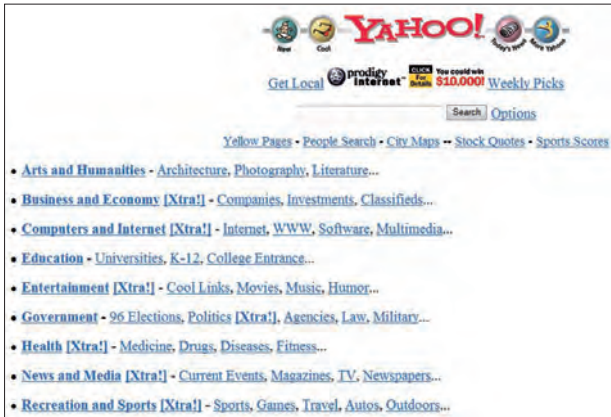 YAHOO!
New Cool Today's News More Yahoos
Get Local prodigy internet™ CLICK For Details You could win $10,000! Weekly Picks
Search Options
Yellow Pages - People Search - City Maps -- Stock Quotes - Sports Scores
• Arts and Humanities - Architecture, Photography, Literature...
• Business and Economy [Xtra!] - Companies, Investments, Classifieds...
• Computers and Internet [Xtra!] - Internet, WWW, Software, Multimedia...
• Education - Universities, K-12, College Entrance...
• Entertainment [Xtra!] - Cool Links, Movies, Music, Humor...
• Government - 96 Elections, Politics [Xtra!], Agencies, Law, Military...
• Health [Xtra!] - Medicine, Drugs, Diseases, Fitness...
• News and Media [Xtra!] - Current Events, Magazines, TV, Newspapers...
• Recreation and Sports [Xtra!] - Sports, Games, Travel, Autos, Outdoors...